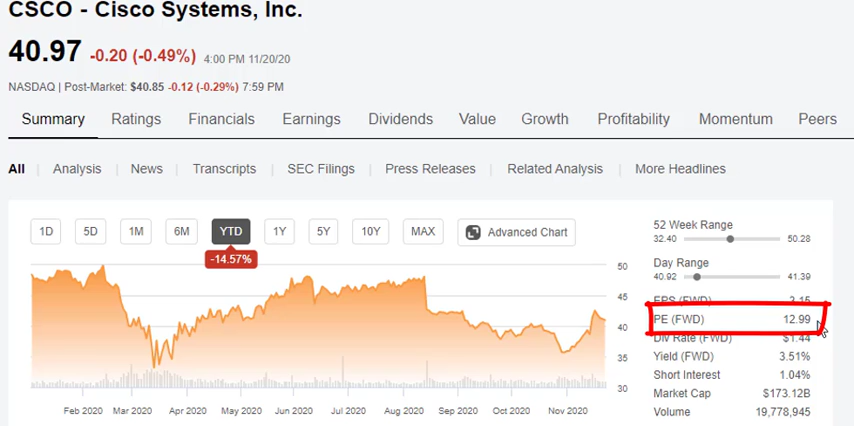 CSCO - Cisco Systems, Inc.
40.97 -0.20 (-0.49%) 4:00 PM 11/20/20
NASDAQ | Post-Market: $40.85 -0.12 (-0.29%) 7:59 PM
Summary Ratings Financials Earnings Dividends Value Growth Profitability Momentum Peers
All | Analysis | News | Transcripts | SEC Filings | Press Releases | Related Analysis | More Headlines
1D 5D 1M 6M YTD 1Y 5Y 10Y MAX Advanced Chart
-14.57%
50
45
40
35
30
Feb 2020 Mar 2020 Apr 2020 May 2020 Jun 2020 Jul 2020 Aug 2020 Sep 2020 Oct 2020 Nov 2020
52 Week Range
32.40 50.28
Day Range
40.92 41.39
EPS (FWD) 3.15
PE (FWD) 12.99
Div Rate (FWD) $1.44
Yield (FWD) 3.51%
Short Interest 1.04%
Market Cap $173.12B
Volume 19,778,945